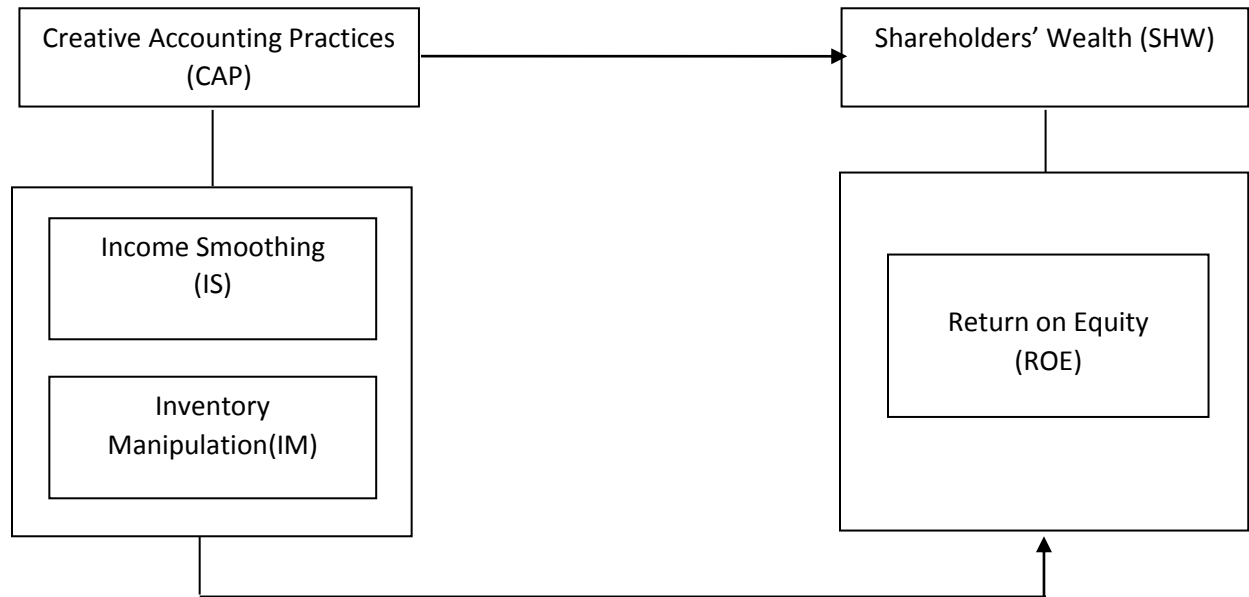 Creative Accounting Practices
(CAP)
Shareholders’ Wealth (SHW)
Income Smoothing
(IS)
Inventory
Manipulation(IM)
Return on Equity
(ROE)